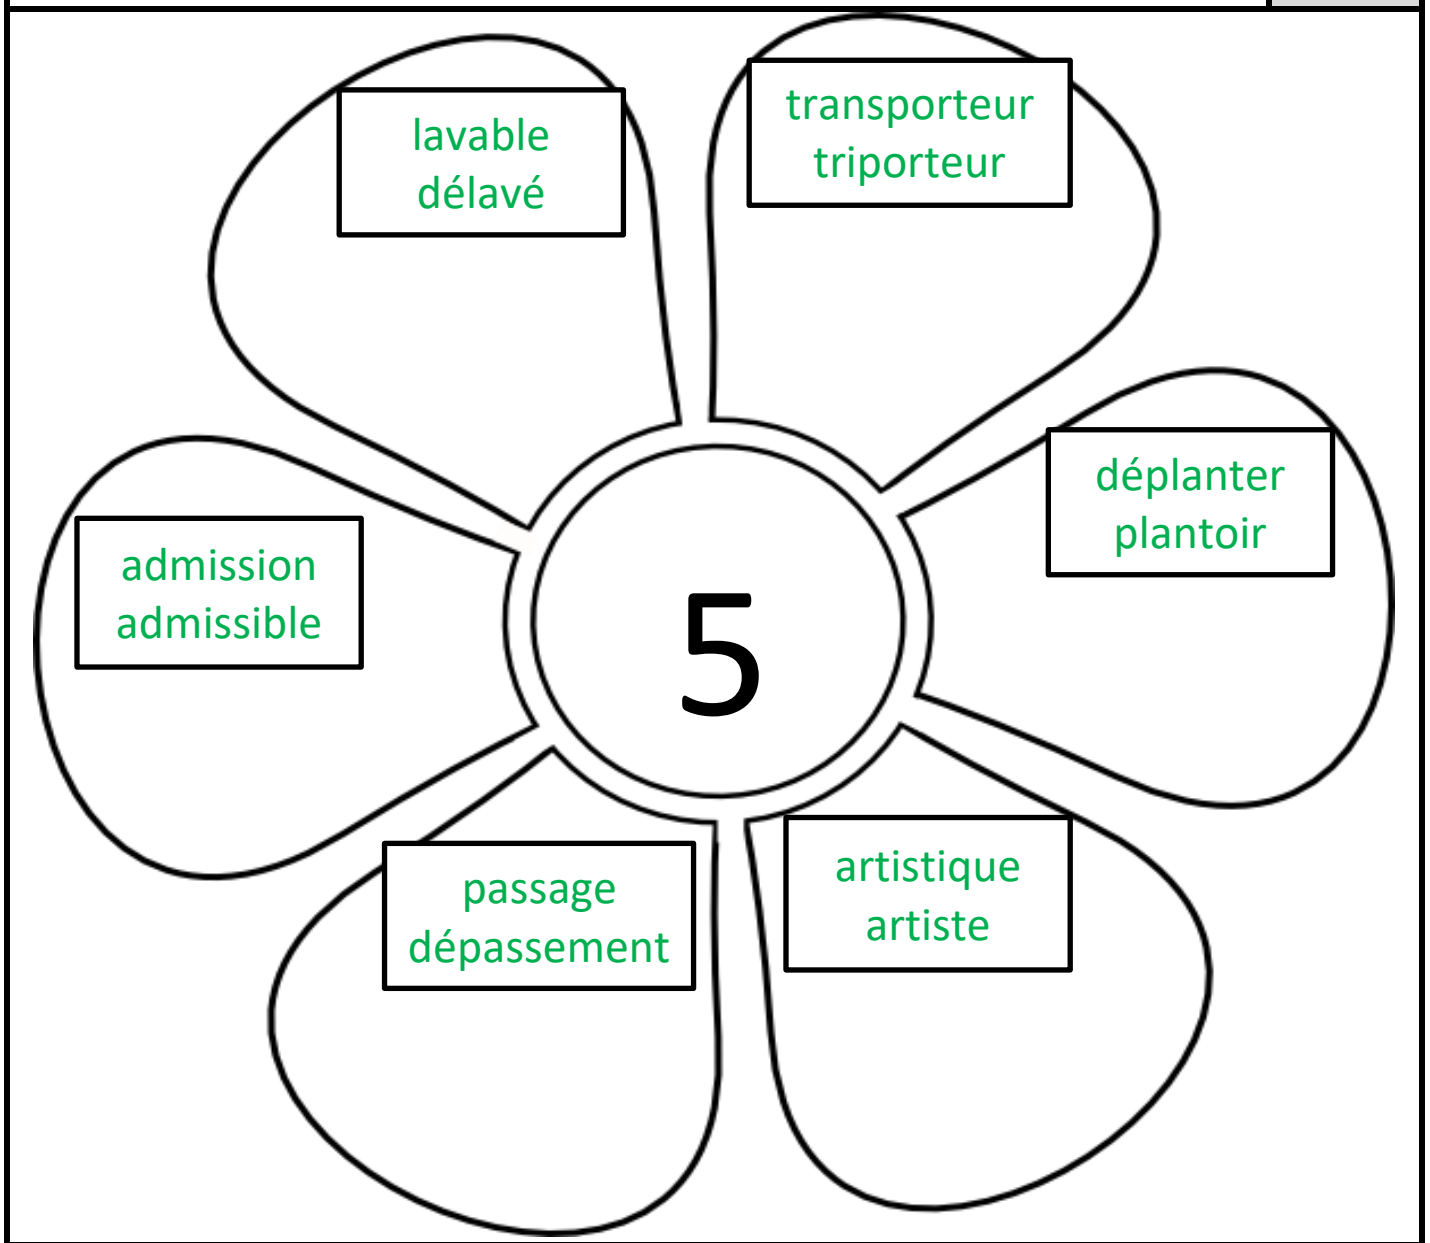 lavable
délavé
transporteur
triporteur
déplanter
plantoir
admission
admissible
5
passage
dépassement
artistique
artiste